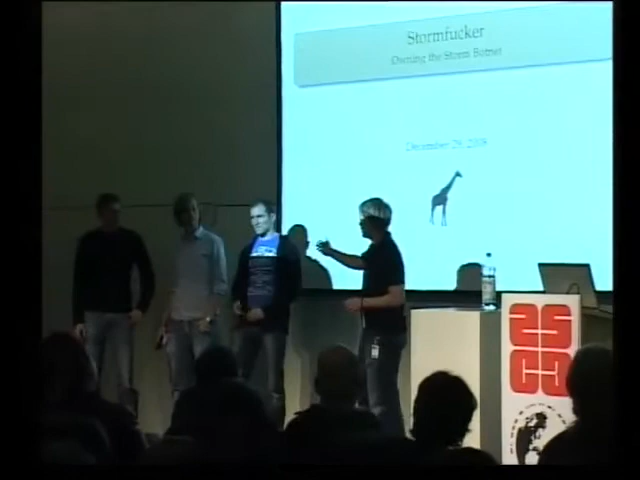 Stormfucker
Owning the Storm Botnet
December 29, 2008
25
C3